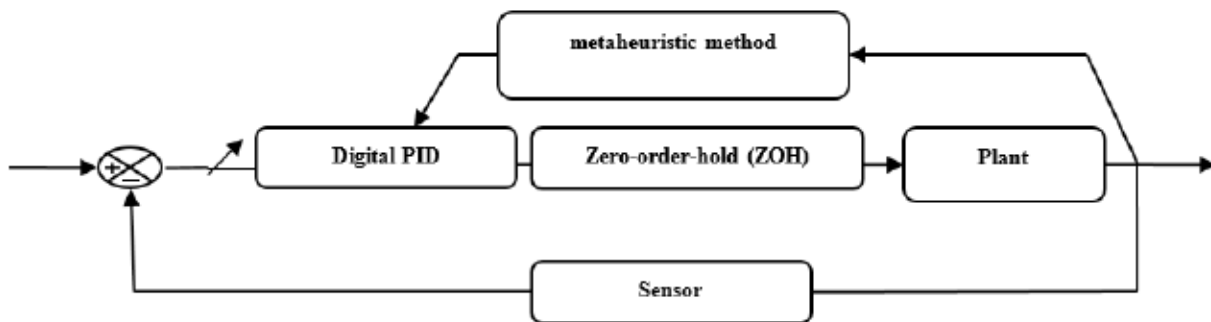 metaheuristic method
+
−
Digital PID
Zero-order-hold (ZOH)
Plant
Sensor